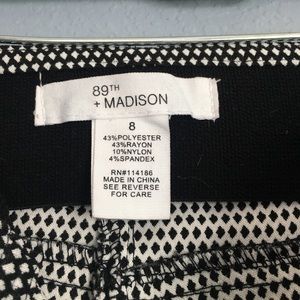 89TH
+ MADISON
8
43%POLYESTER
43%RAYON
10%NYLON
4%SPANDEX
RN#114186
MADE IN CHINA
SEE REVERSE
FOR CARE